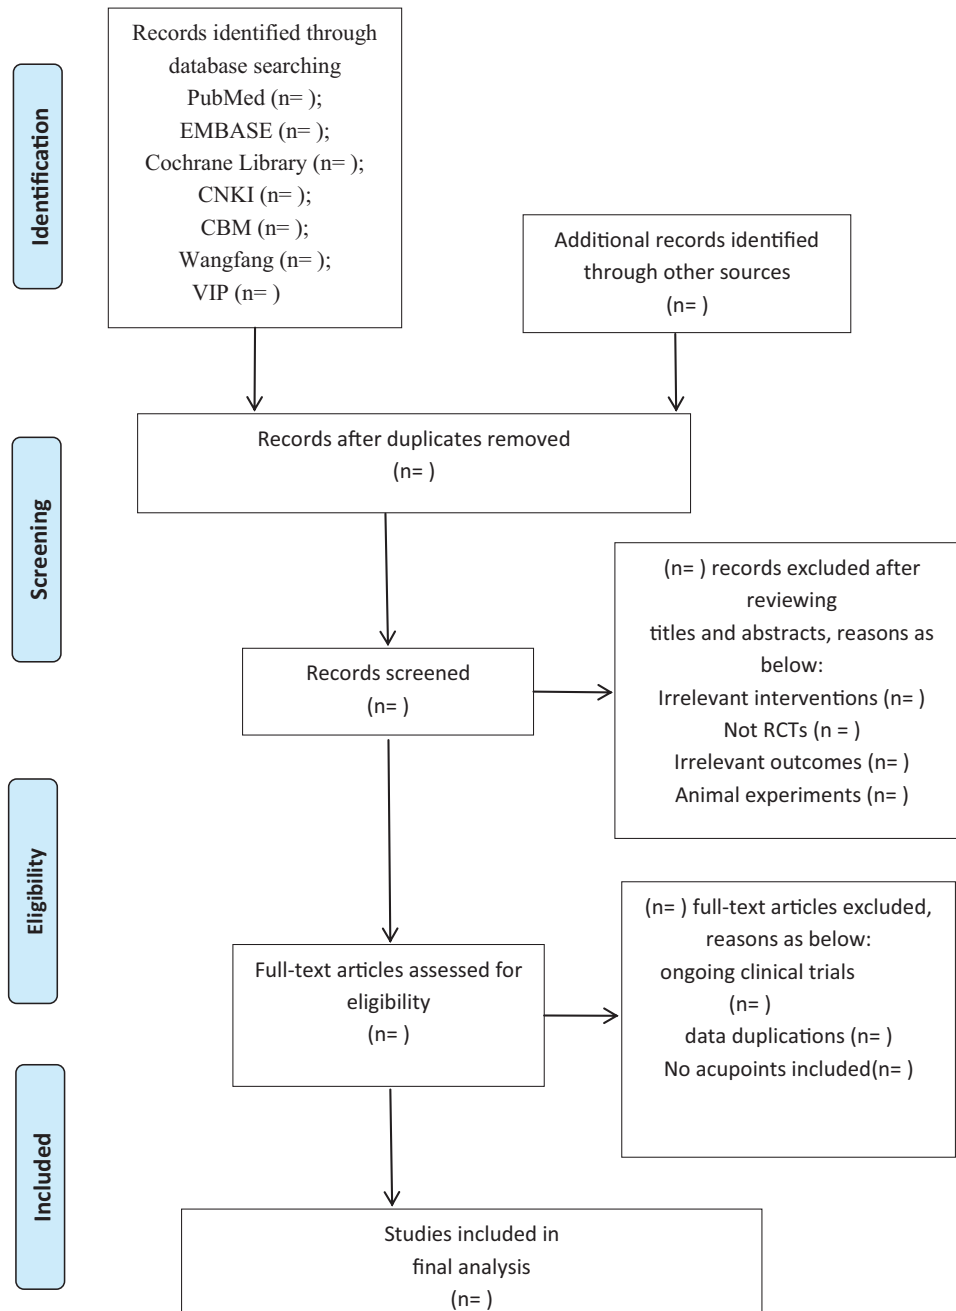 Identification
Records identified through
database searching
PubMed (n= );
EMBASE (n= );
Cochrane Library (n= );
CNKI (n= );
CBM (n= );
Wangfang (n= );
VIP (n= )
Additional records identified
through other sources
(n= )
Screening
Records after duplicates removed
(n= )
Records screened
(n= )
(n= ) records excluded after
reviewing
titles and abstracts, reasons as
below:
Irrelevant interventions (n= )
Not RCTs (n = )
Irrelevant outcomes (n= )
Animal experiments (n= )
Eligibility
Full-text articles assessed for
eligibility
(n= )
(n= ) full-text articles excluded,
reasons as below:
ongoing clinical trials
(n= )
data duplications (n= )
No acupoints included(n= )
Included
Studies included in
final analysis
(n= )